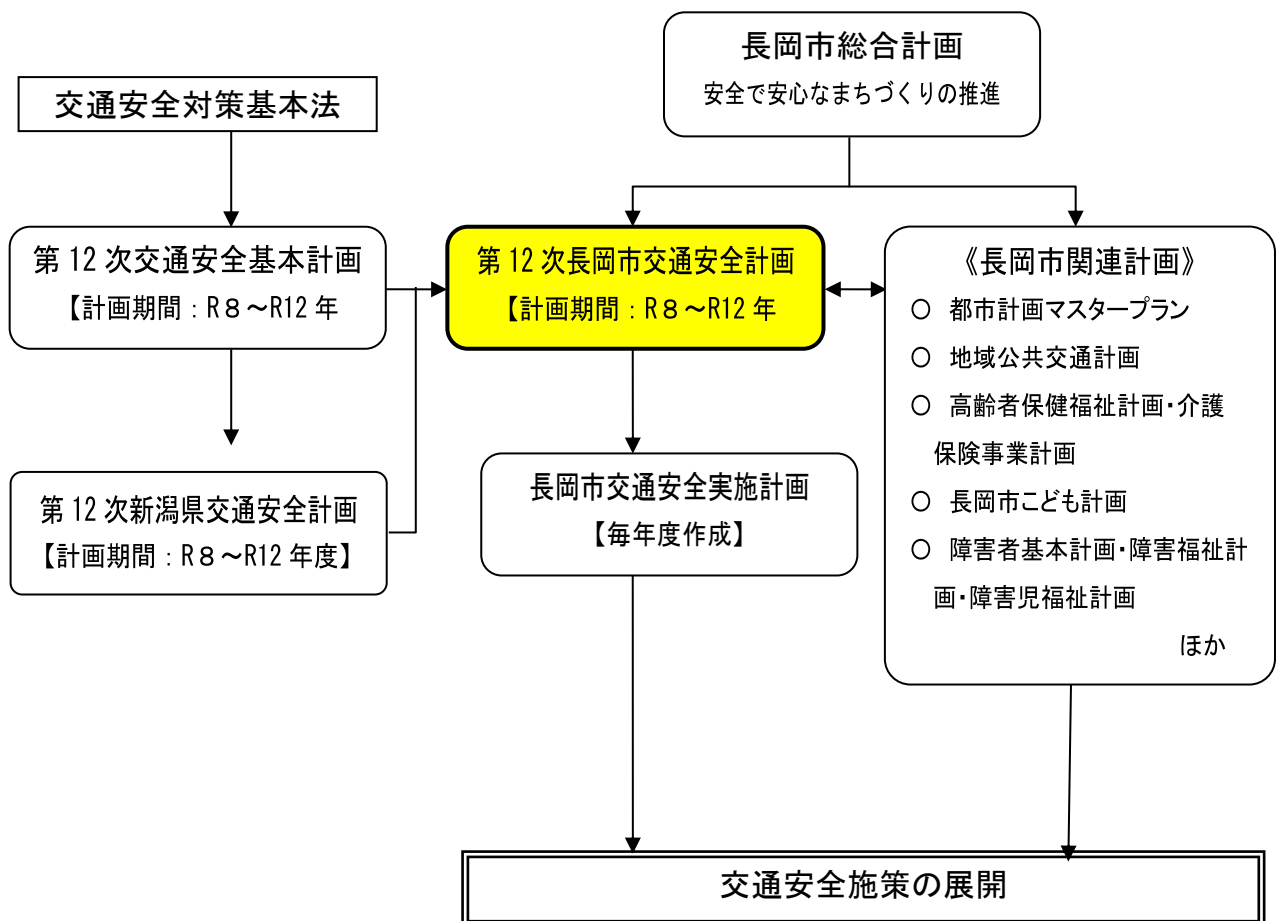 長岡市総合計画
安全で安心なまちづくりの推進
交通安全対策基本法
第12次交通安全基本計画
【計画期間：R８～R12年
第12次長岡市交通安全計画
【計画期間：R８～R12年
《長岡市関連計画》
○ 都市計画マスタープラン
○ 地域公共交通計画
○ 高齢者保健福祉計画・介護
保険事業計画
○ 長岡市こども計画
○ 障害者基本計画・障害福祉計
画・障害児福祉計画
ほか
第12次新潟県交通安全計画
【計画期間：R８～R12年度】
長岡市交通安全実施計画
【毎年度作成】
交通安全施策の展開